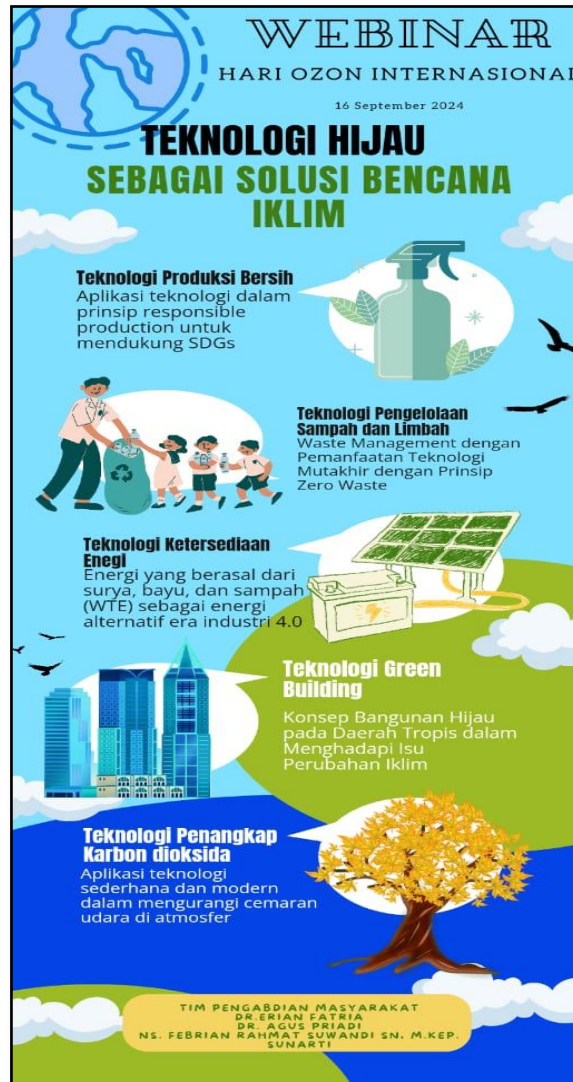 WEBINAR
HARI OZON INTERNASIONAL
16 September 2024
TEKNOLOGI HIJAU
SEBAGAI SOLUSI BENCANA
IKLIM
Teknologi Produksi Bersih
Aplikasi teknologi dalam
prinsip responsible
production untuk
mendukung SDGs
Teknologi Pengelolaan
Sampah dan Limbah
Waste Management dengan
Pemanfaatan Teknologi
Mutakhir dengan Prinsip
Zero Waste
Teknologi Ketersediaan
Enegi
Energi yang berasal dari
surya, bayu, dan sampah
(WTE) sebagai energi
alternatif era industri 4.0
Teknologi Green
Building
Konsep Bangunan Hijau
pada Daerah Tropis dalam
Menghadapi Isu
Perubahan Iklim
Teknologi Penangkap
Karbon dioksida
Aplikasi teknologi
sederhana dan modern
dalam mengurangi cemaran
udara di atmosfer
TIM PENGABDIAN MASYARAKAT
DR.ERIAN FATRIA
DR. AGUS PRIADI
NS. FEBRIAN RAHMAT SUWANDI SN, M.KEP.
SUNARTI